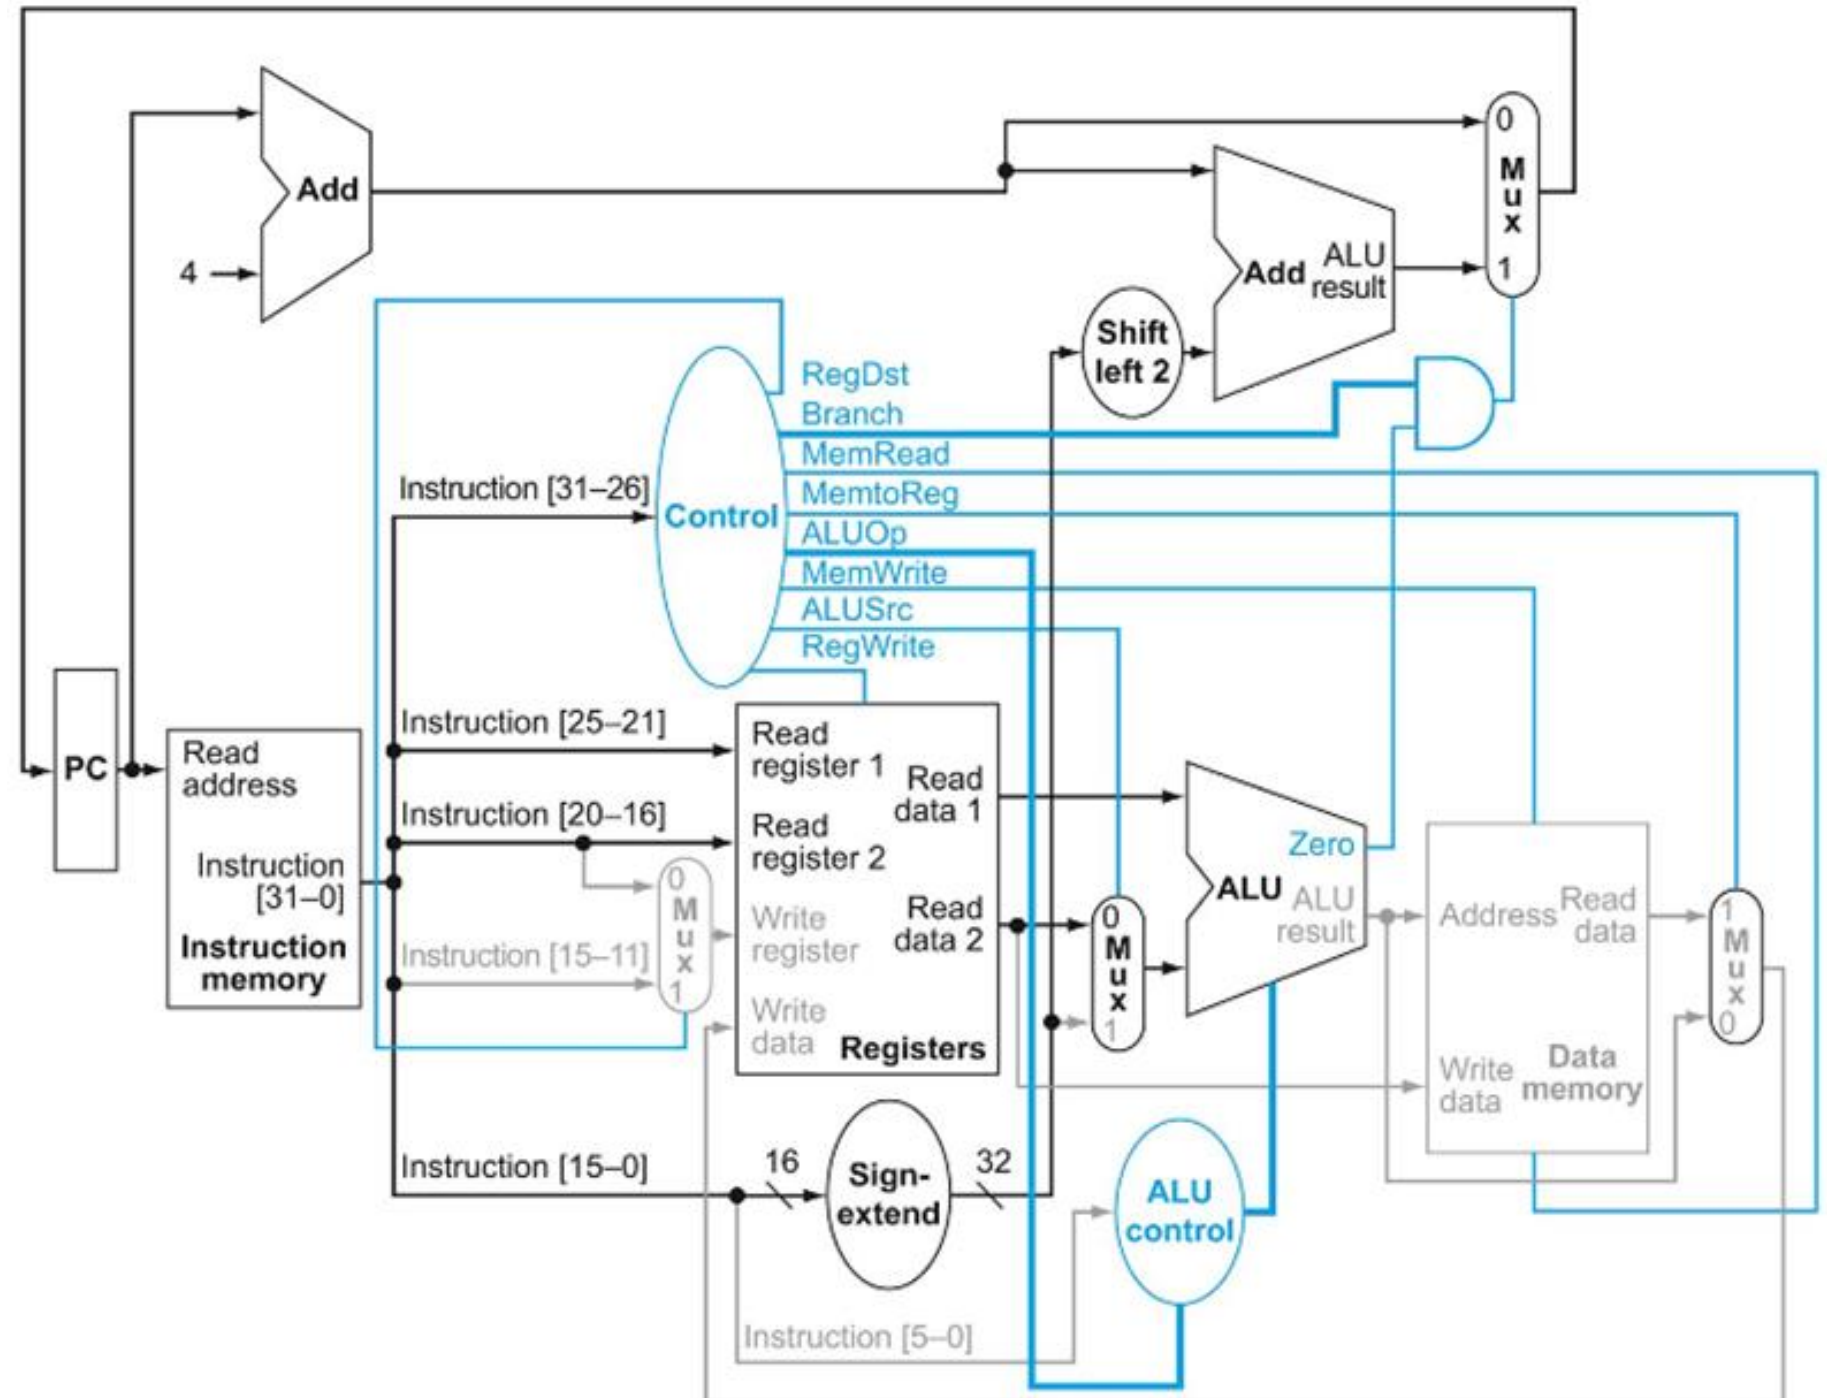 0
M
u
x
1
Add
4
Add
ALU
result
Shift
left 2
RegDst
Branch
MemRead
MemtoReg
ALUOp
MemWrite
ALUSrc
RegWrite
Control
Instruction [31–26]
Instruction [25–21]
Instruction [20–16]
Instruction [15–11]
Instruction [15–0]
Instruction [5–0]
PC
Read
address
Instruction
[31–0]
Instruction
memory
0
M
u
x
1
Read
register 1
Read
data 1
Read
register 2
Write
register
Read
data 2
Write
data
Registers
0
M
u
x
1
Zero
ALU
ALU
result
Address
Read
data
Write
data
Data
memory
1
M
u
x
0
16
Sign-
extend
32
ALU
control